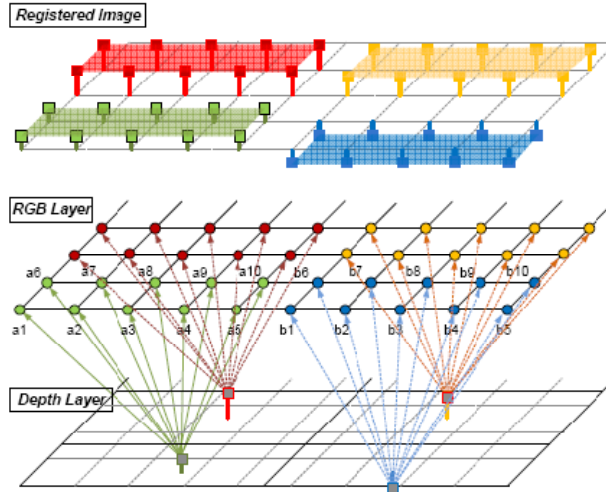 Registered Image
RGB Layer
a6 a7 a8 a9 a10 b6 b7 b8 b9 b10
a1 a2 a3 a4 a5 b1 b2 b3 b4 b5
Depth Layer